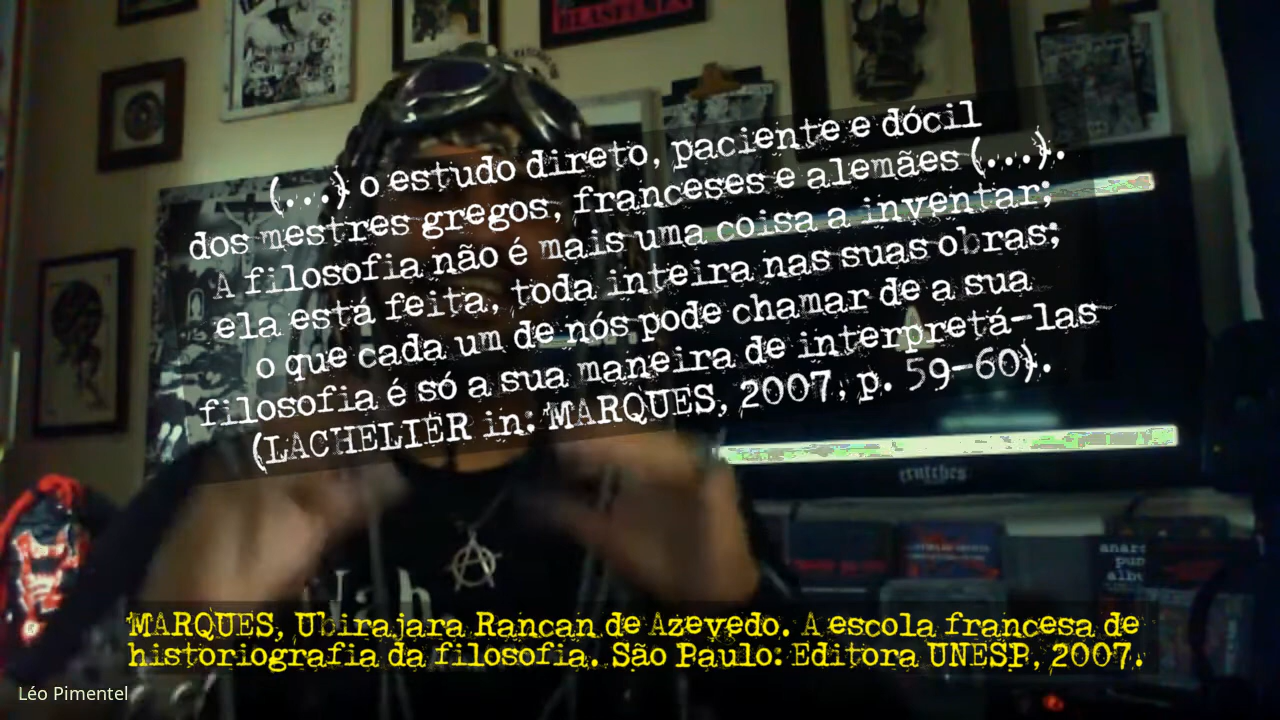 BLASFÊMEA
(...) o estudo direto, paciente e dócil
dos mestres gregos, franceses e alemães (...).
A filosofia não é mais uma coisa a inventar;
ela está feita, toda inteira nas suas obras;
o que cada um de nós pode chamar de a sua
filosofia é só a sua maneira de interpretá-las
(LACHELIER in: MARQUES, 2007, p. 59-60).
crutches
MARQUES, Ubirajara Rancan de Azevedo. A escola francesa de
historiografia da filosofia. São Paulo: Editora UNESP, 2007.
Léo Pimentel